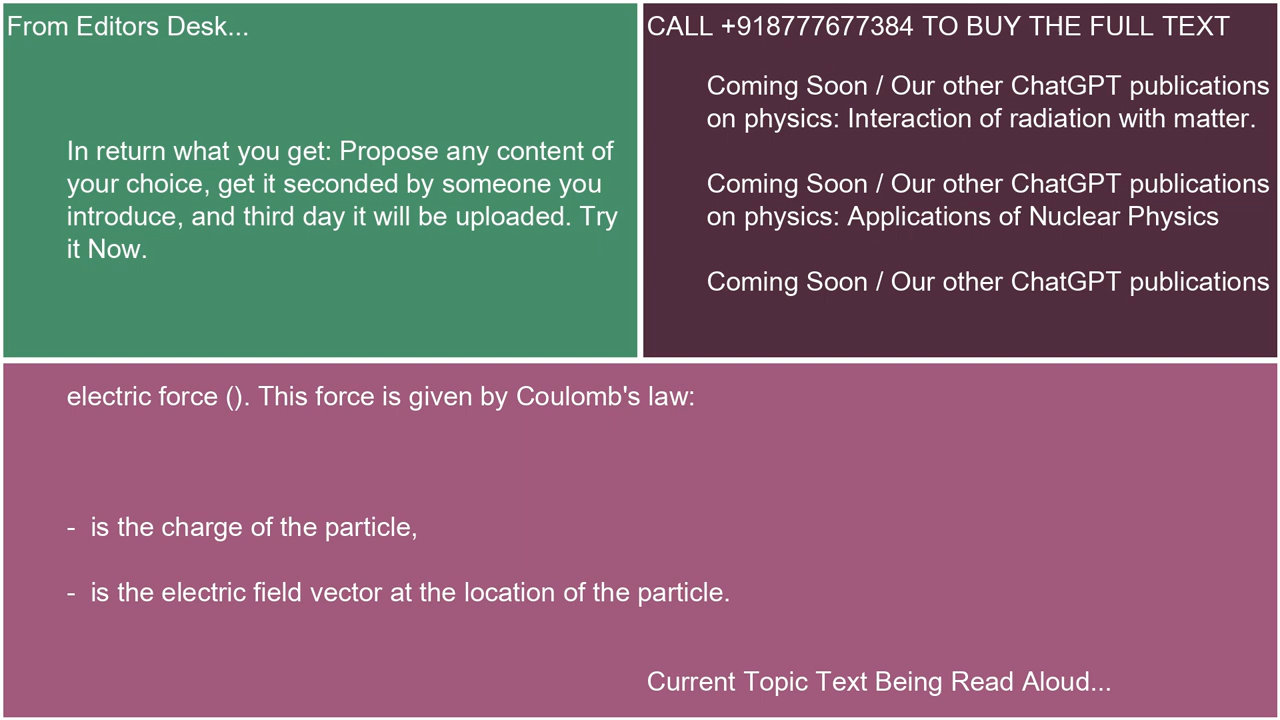 From Editors Desk...
In return what you get: Propose any content of
your choice, get it seconded by someone you
introduce, and third day it will be uploaded. Try
it Now.
CALL +918777677384 TO BUY THE FULL TEXT
Coming Soon / Our other ChatGPT publications
on physics: Interaction of radiation with matter.
Coming Soon / Our other ChatGPT publications
on physics: Applications of Nuclear Physics
Coming Soon / Our other ChatGPT publications
electric force (). This force is given by Coulomb's law:
- is the charge of the particle,
- is the electric field vector at the location of the particle.
Current Topic Text Being Read Aloud...